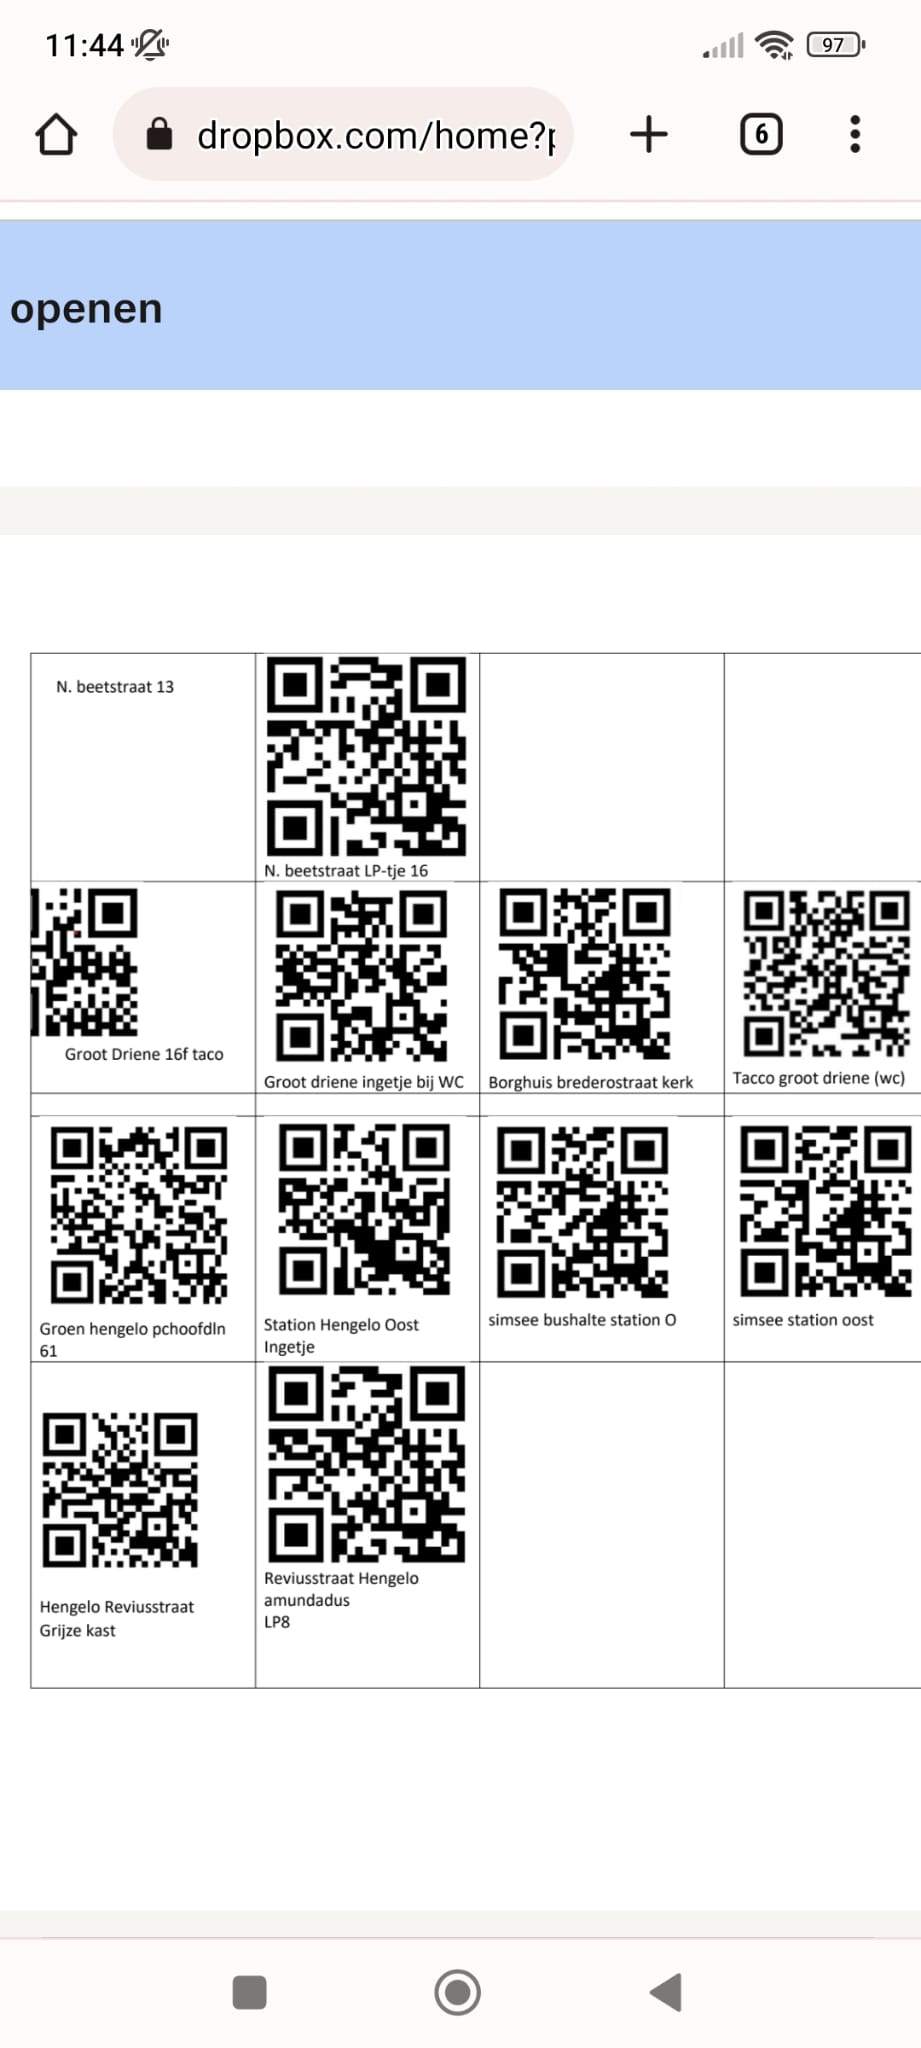 11:44
97
dropbox.com/home?
6
openen
N. beetstraat 13
N. beetstraat LP-tje 16
Groot Driene 16f taco
Groot driene ingetje bij WC
Borghuis brederostraat kerk
Tacco groot driene (wc)
Groen hengelo pchoofdln
61
Station Hengelo Oost
Ingetje
simsee bushalte station O
simsee station oost
Hengelo Reviusstraat
Grijze kast
Reviusstraat Hengelo
amundadus
LP8